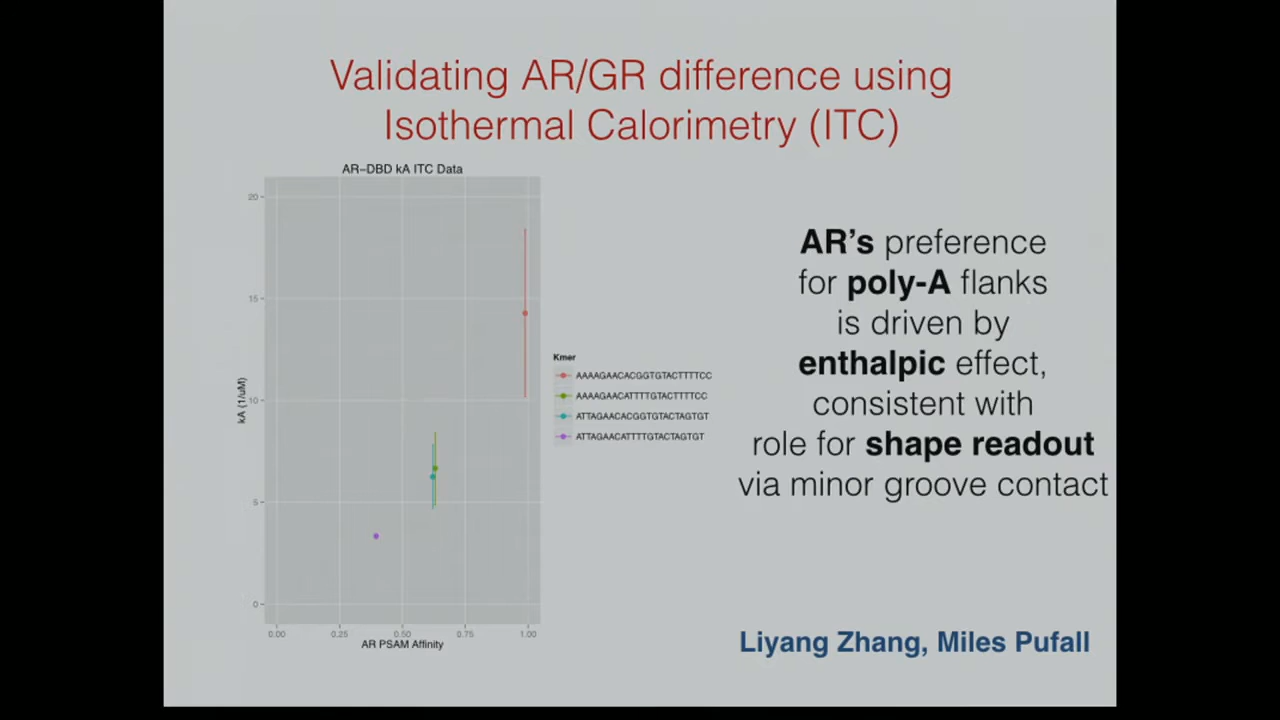 Validating AR/GR difference using
Isothermal Calorimetry (ITC)
AR-DBD kA ITC Data
20
15
10
5
0
kA (1/uM)
0.00 0.25 0.50 0.75 1.00
AR PSAM Affinity
Kmer
AAAAGAACACGGTGTACTTTTCC
AAAAGAACATTTTGTACTTTTCC
ATTAGAACACGGTGTACTAGTGT
ATTAGAACATTTTGTACTAGTGT
AR's preference
for poly-A flanks
is driven by
enthalpic effect,
consistent with
role for shape readout
via minor groove contact
Liyang Zhang, Miles Pufall